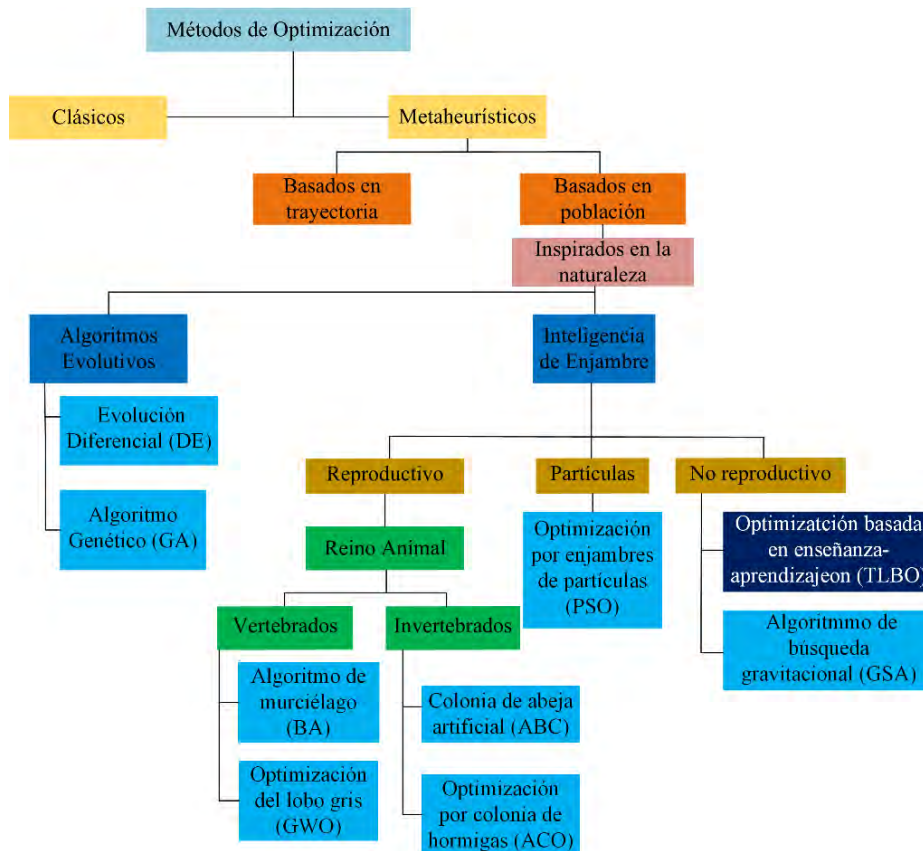 Métodos de Optimización
Clásicos
Metaheurísticos
Basados en
trayectoria
Basados en
población
Inspirados en la
naturaleza
Algoritmos
Evolutivos
Inteligencia
de Enjambre
Evolución
Diferencial (DE)
Algoritmo
Genético (GA)
Reproductivo
Partículas
No reproductivo
Reino Animal
Optimización
por enjambres
de partículas
(PSO)
Optimizatción basada
en enseñanza-
aprendizajeon (TLBO)
Algoritmmo de
búsqueda
gravitacional (GSA)
Vertebrados
Invertebrados
Algoritmo de
murciélago
(BA)
Optimización
del lobo gris
(GWO)
Colonia de abeja
artificial (ABC)
Optimización
por colonia de
hormigas (ACO)